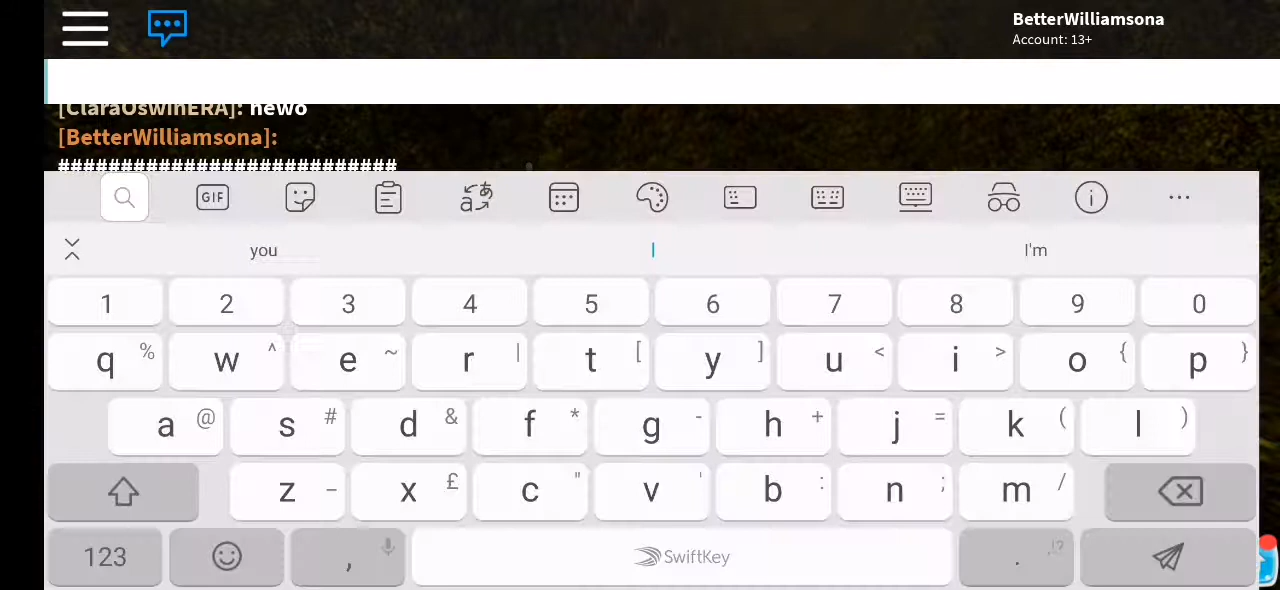 BetterWilliamsona
Account: 13+
[ClaraOswinERA]: hewo
[BetterWilliamsona]:
##########################
GIF
you I I'm
1 2 3 4 5 6 7 8 9 0
q % w ^ e ~ r | t [ y ] u < i > o { p }
a @ s # d & f * g - h + j = k ( l )
z _ x £ c " v ' b : n ; m /
123 , SwiftKey . ,!?